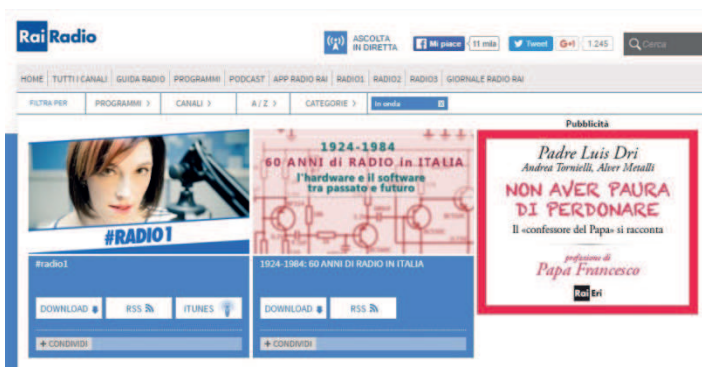 Rai Radio
ASCOLTA
IN DIRETTA
Mi piace 11 mila
Tweet
G+1 1.245
Cerca
HOME TUTTI I CANALI GUIDA RADIO PROGRAMMI PODCAST APP RADIO RAI RADIO1 RADIO2 RADIO3 GIORNALE RADIO RAI
FILTRA PER PROGRAMMI > CANALI > A / Z > CATEGORIE > In onda
#RADIO1
#radio1
DOWNLOAD RSS ITUNES
+ CONDIVIDI
1924-1984
60 ANNI di RADIO in ITALIA
l'hardware e il software
tra passato e futuro
1924-1984: 60 ANNI DI RADIO IN ITALIA
DOWNLOAD RSS
+ CONDIVIDI
Pubblicità
Padre Luis Dri
Andrea Tornielli, Alver Metalli
NON AVER PAURA
DI PERDONARE
Il «confessore del Papa» si racconta
prefazione di
Papa Francesco
Rai Eri